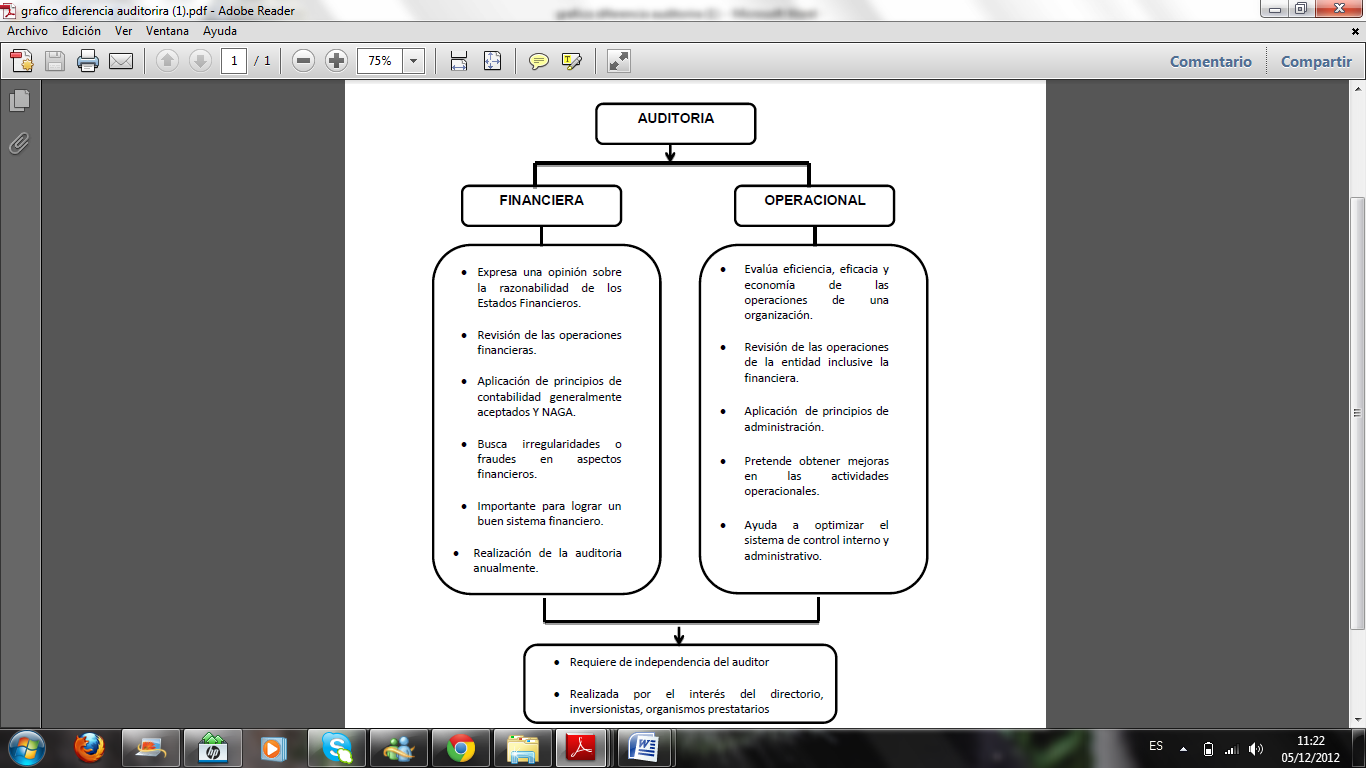 grafico diferencia auditorira (1).pdf - Adobe Reader
Archivo Edición Ver Ventana Ayuda
1 / 1 75% Comentario Compartir
AUDITORIA
FINANCIERA
Expresa una opinión sobre
la razonabilidad de los
Estados Financieros.
Revisión de las operaciones
financieras.
Aplicación de principios de
contabilidad generalmente
aceptados Y NAGA.
Busca irregularidades o
fraudes en aspectos
financieros.
Importante para lograr un
buen sistema financiero.
Realización de la auditoria
anualmente.
OPERACIONAL
Evalúa eficiencia, eficacia y
economía de las
operaciones de una
organización.
Revisión de las operaciones
de la entidad inclusive la
financiera.
Aplicación de principios de
administración.
Pretende obtener mejoras
en las actividades
operacionales.
Ayuda a optimizar el
sistema de control interno y
administrativo.
Requiere de independencia del auditor
Realizada por el interés del directorio,
inversionistas, organismos prestatarios
ES
11:22
05/12/2012